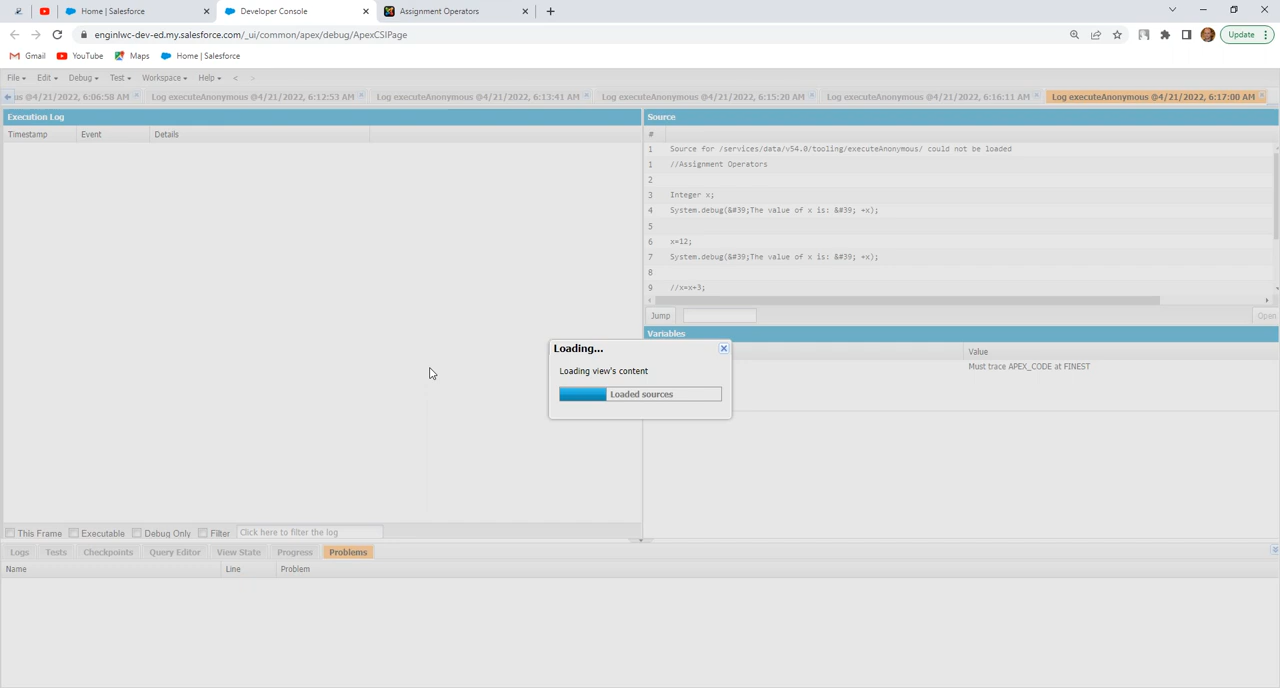 Home | Salesforce
Developer Console
Assignment Operators
enginlwc-dev-ed.my.salesforce.com/_ui/common/apex/debug/ApexCSIPage
Update
Gmail
YouTube
Maps
Home | Salesforce
File
Edit
Debug
Test
Workspace
Help
<
>
us @4/21/2022, 6:06:58 AM
Log executeAnonymous @4/21/2022, 6:12:53 AM
Log executeAnonymous @4/21/2022, 6:13:41 AM
Log executeAnonymous @4/21/2022, 6:15:20 AM
Log executeAnonymous @4/21/2022, 6:16:11 AM
Log executeAnonymous @4/21/2022, 6:17:00 AM
Execution Log
Timestamp
Event
Details
Source
#
1 Source for /services/data/v54.0/tooling/executeAnonymous/ could not be loaded
1 //Assignment Operators
2
3 Integer x;
4 System.debug(&#39;The value of x is: &#39; +x);
5
6 x=12;
7 System.debug(&#39;The value of x is: &#39; +x);
8
9 //x=x+3;
Jump
Open
Variables
Value
Must trace APEX_CODE at FINEST
Loading...
Loading view's content
Loaded sources
This Frame
Executable
Debug Only
Filter
Click here to filter the log
Logs
Tests
Checkpoints
Query Editor
View State
Progress
Problems
Name
Line
Problem